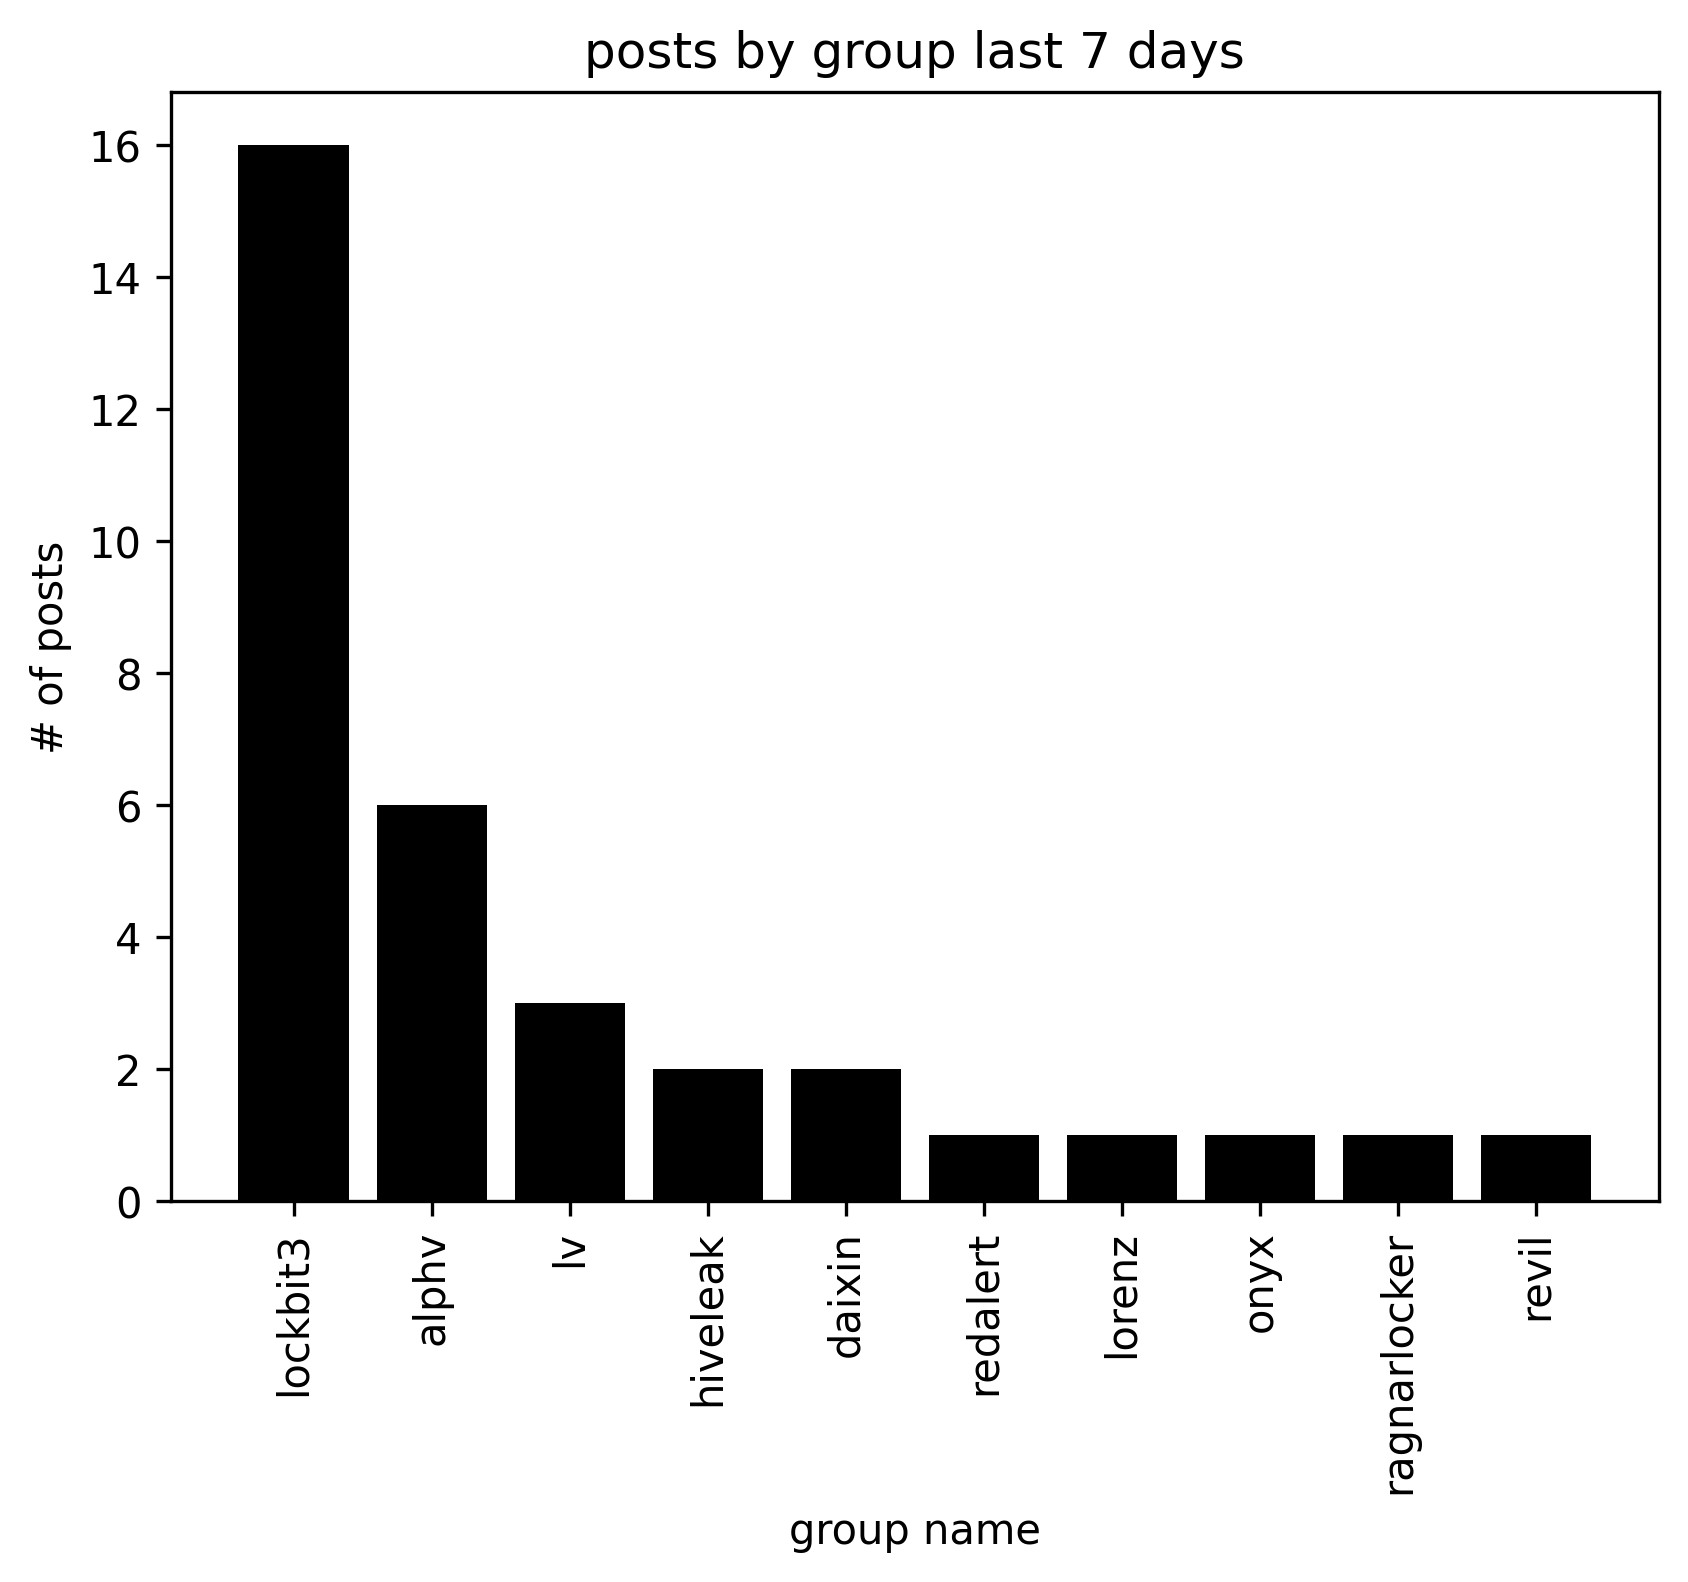 posts by group last 7 days
16
14
12
10
8
6
4
2
0
# of posts
lockbit3
alphv
lv
hiveleak
daixin
redalert
lorenz
onyx
ragnarlocker
revil
group name